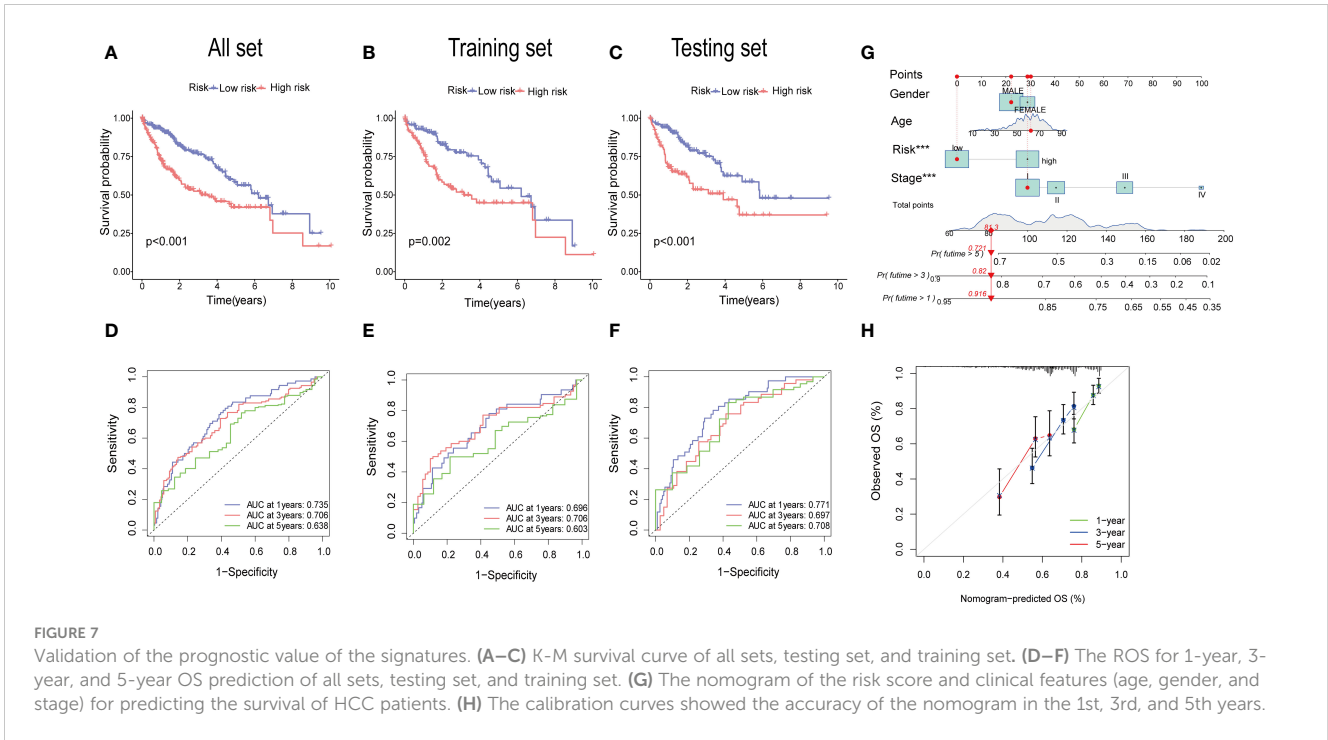 A
All set
Risk Low risk High risk
Survival probability
1.00
0.75
0.50
0.25
0.00
p<0.001
0 2 4 6 8 10
Time(years)
B
Training set
Risk Low risk High risk
Survival probability
1.00
0.75
0.50
0.25
0.00
p=0.002
0 2 4 6 8 10
Time(years)
C
Testing set
Risk Low risk High risk
Survival probability
1.00
0.75
0.50
0.25
0.00
p<0.001
0 2 4 6 8 10
Time(years)
G
Points
0 10 20 30 40 50 60 70 80 90 100
Gender
MALE
FEMALE
Age
10 30 50 70 90
Risk***
low
high
Stage***
I
II
III
IV
Total points
60 80 100 120 140 160 180 200
81.3
Pr( futime > 5 )
0.721
0.7 0.5 0.3 0.15 0.06 0.02
Pr( futime > 3 )
0.82
0.9 0.8 0.7 0.6 0.5 0.4 0.3 0.2 0.1
Pr( futime > 1 )
0.916
0.95 0.85 0.75 0.65 0.55 0.45 0.35
D
Sensitivity
1.0
0.8
0.6
0.4
0.2
0.0
AUC at 1years: 0.735
AUC at 3years: 0.706
AUC at 5years: 0.638
0.0 0.2 0.4 0.6 0.8 1.0
1−Specificity
E
Sensitivity
1.0
0.8
0.6
0.4
0.2
0.0
AUC at 1years: 0.696
AUC at 3years: 0.706
AUC at 5years: 0.603
0.0 0.2 0.4 0.6 0.8 1.0
1−Specificity
F
Sensitivity
1.0
0.8
0.6
0.4
0.2
0.0
AUC at 1years: 0.771
AUC at 3years: 0.697
AUC at 5years: 0.708
0.0 0.2 0.4 0.6 0.8 1.0
1−Specificity
H
Observed OS (%)
1.0
0.8
0.6
0.4
0.2
0.0
1−year
3−year
5−year
0.0 0.2 0.4 0.6 0.8 1.0
Nomogram−predicted OS (%)
FIGURE 7
Validation of the prognostic value of the signatures. (A–C) K-M survival curve of all sets, testing set, and training set. (D–F) The ROS for 1-year, 3-
year, and 5-year OS prediction of all sets, testing set, and training set. (G) The nomogram of the risk score and clinical features (age, gender, and
stage) for predicting the survival of HCC patients. (H) The calibration curves showed the accuracy of the nomogram in the 1st, 3rd, and 5th years.